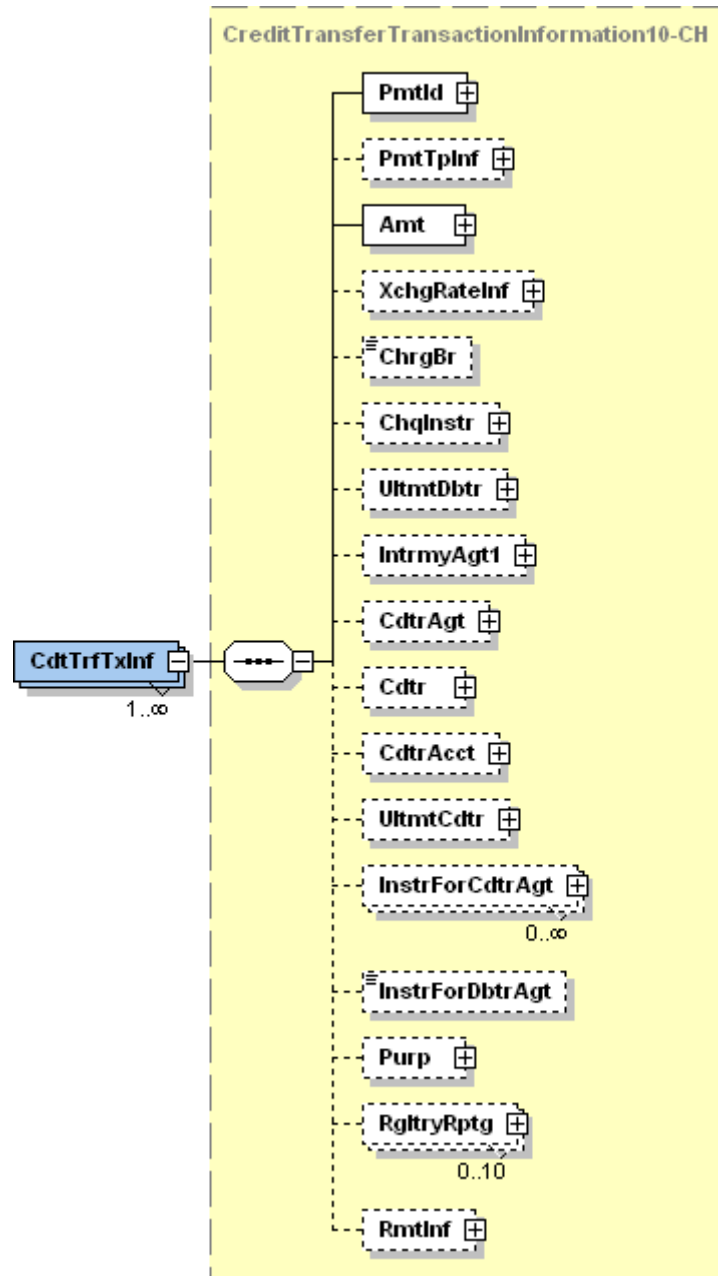 CreditTransferTransactionInformation10-CH
PmtId
PmtTpInf
Amt
XchgRateInf
ChrgBr
ChqInstr
UltmtDbtr
IntrmyAgt1
CdtrAgt
CdtTrfTxInf
1..∞
Cdtr
CdtrAcct
UltmtCdtr
InstrForCdtrAgt
0..∞
InstrForDbtrAgt
Purp
RgltryRptg
0..10
RmtInf